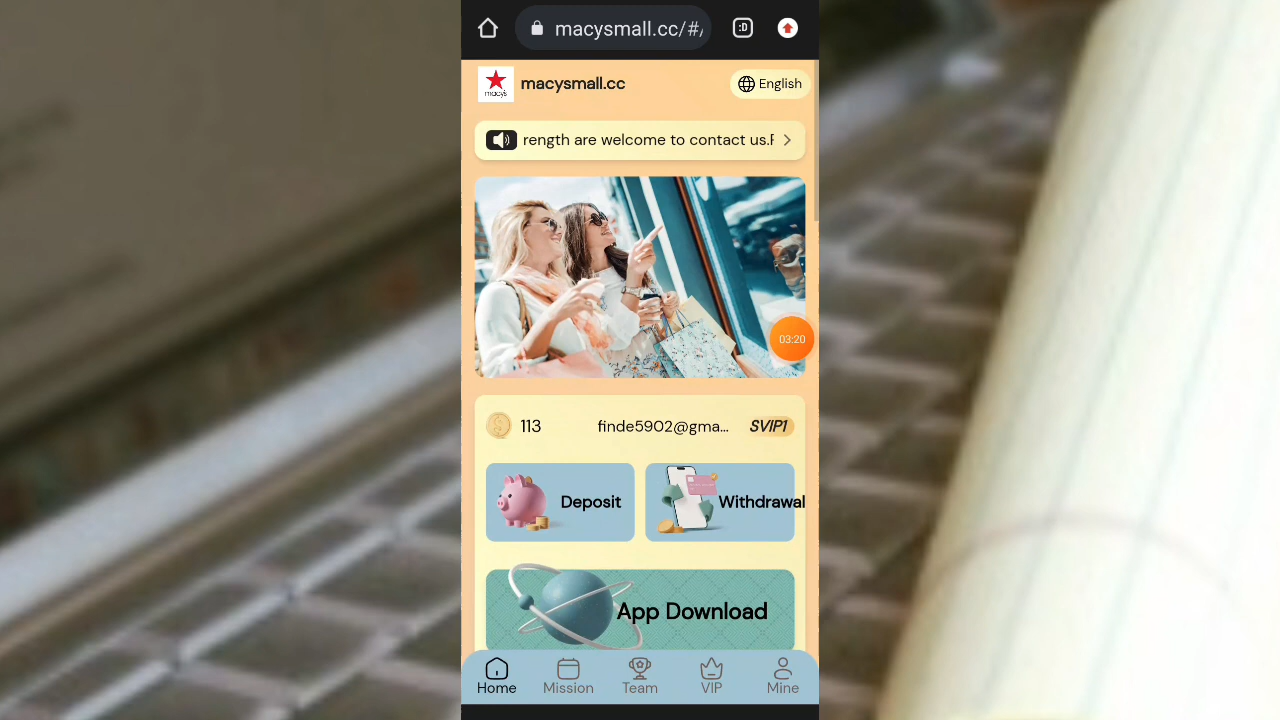 :D
macysmall.cc/#/
macys
macysmall.cc
English
rength are welcome to contact us.F
03:20
113
finde5902@gma...
SVIP1
Deposit
Withdrawal
App Download
Home
Mission
Team
VIP
Mine